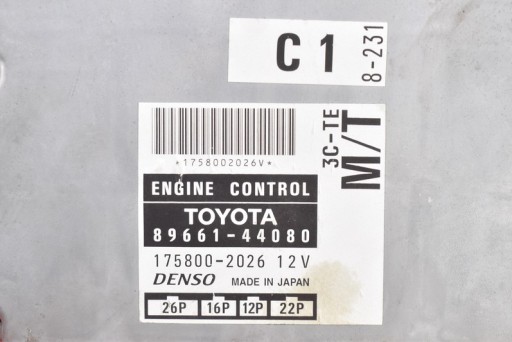 C 1
8-231
*1758002026V*
3C-TE
M/T
ENGINE CONTROL
TOYOTA
89661-44080
175800-2026 12V
DENSO MADE IN JAPAN
26P 16P 12P 22P